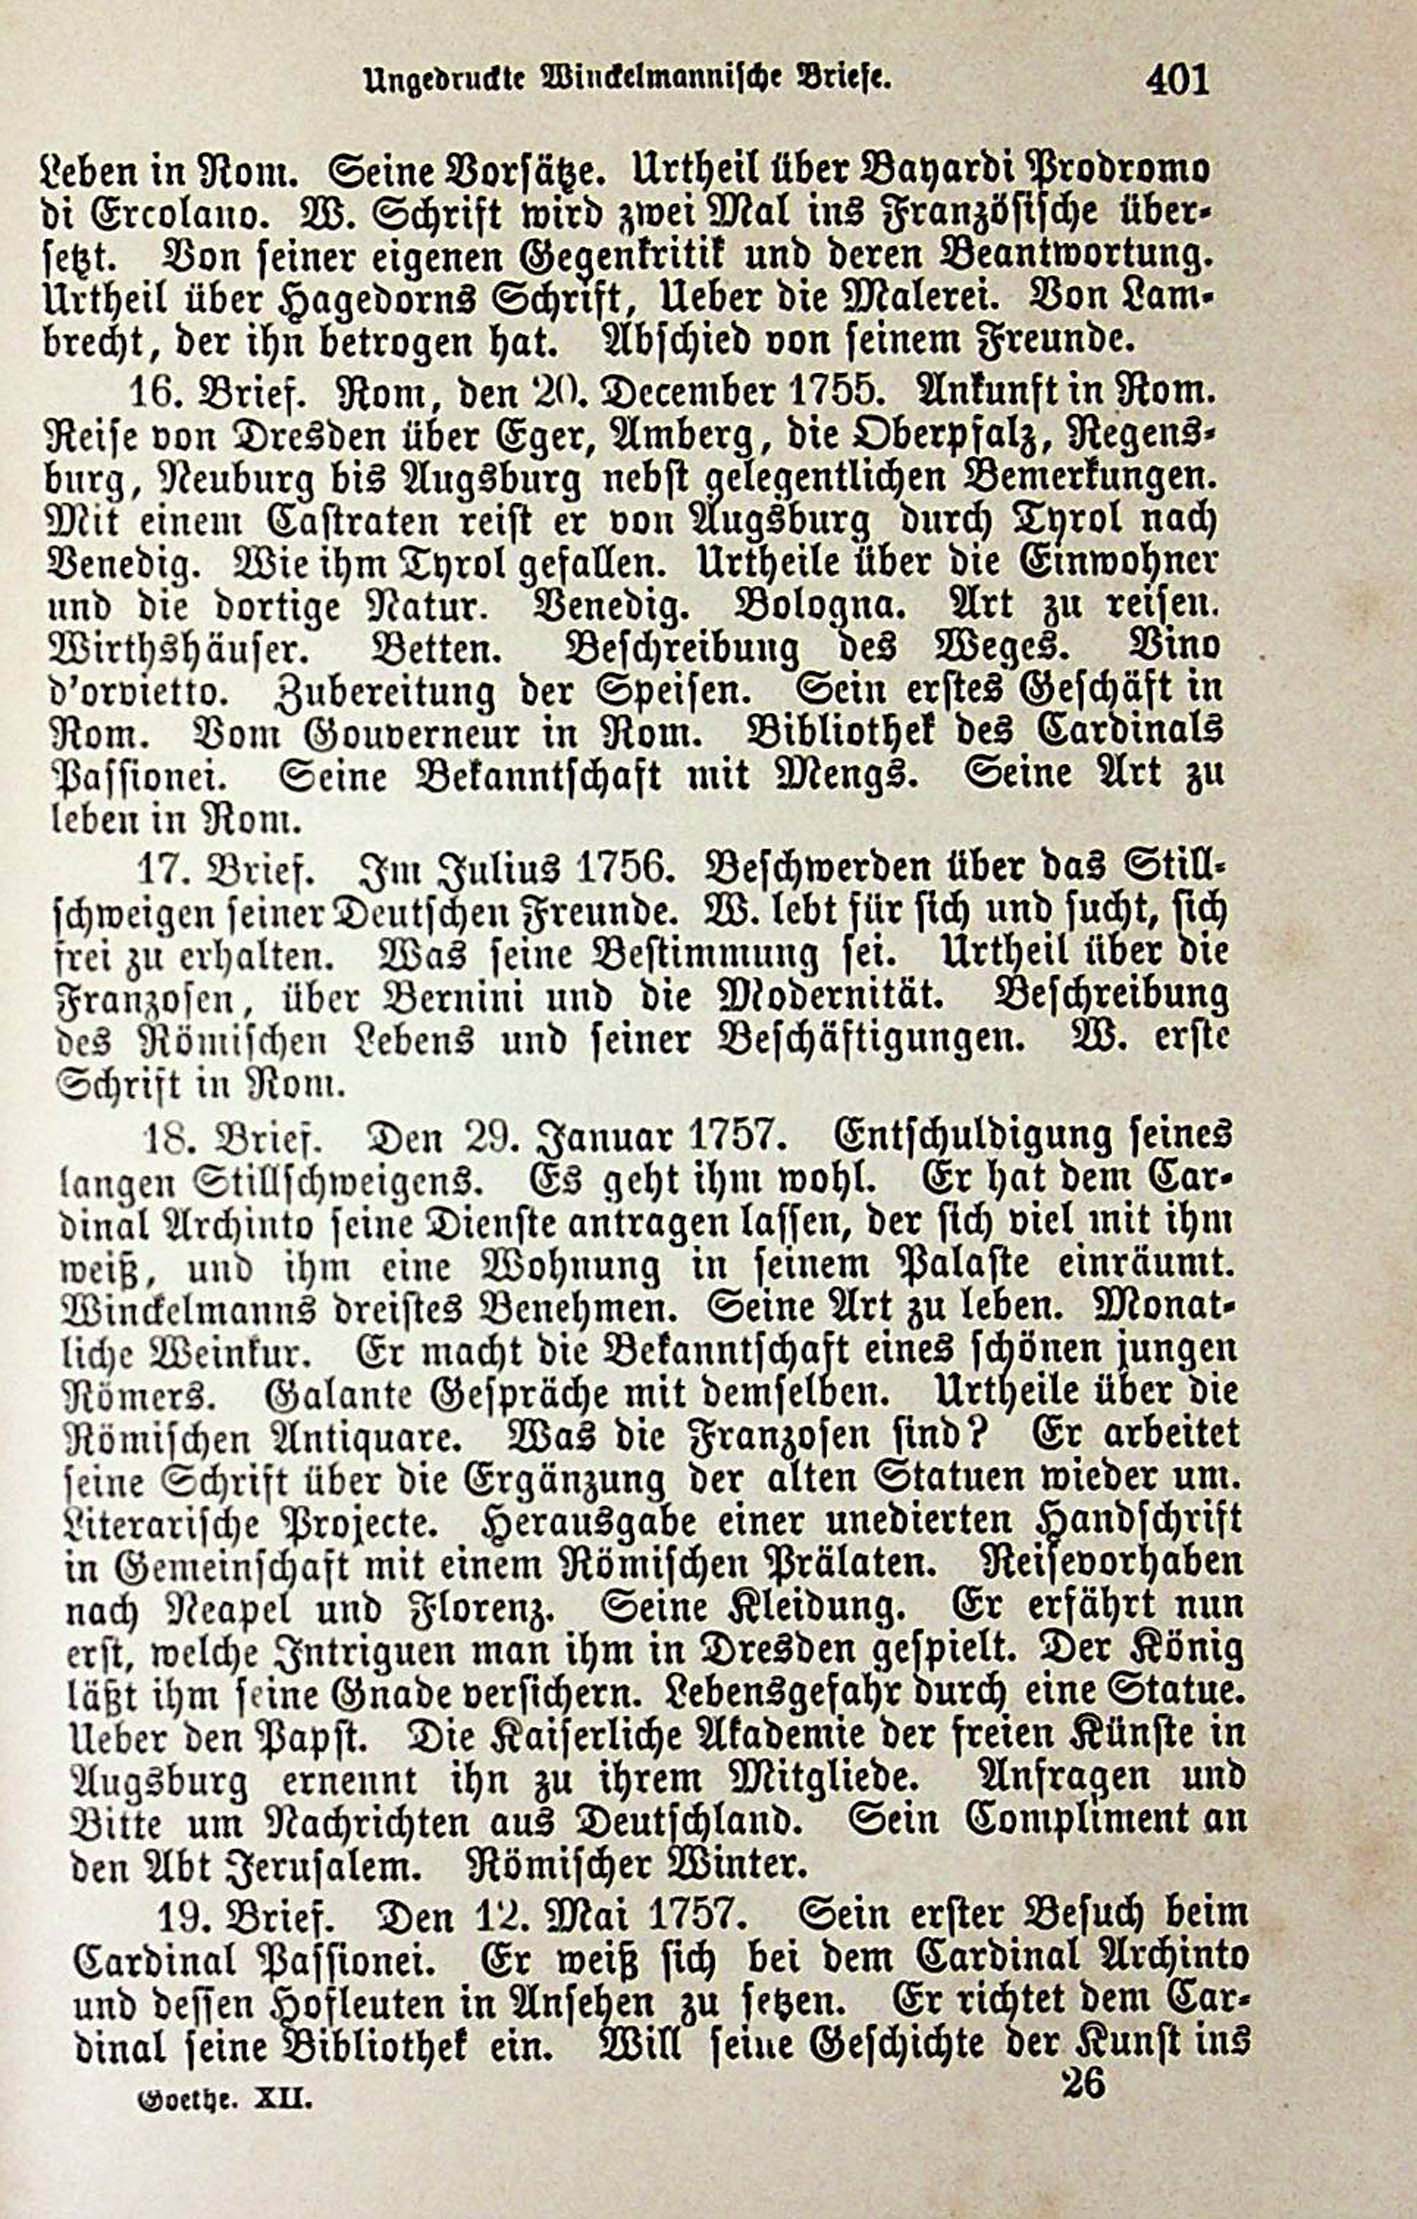 Ungedruckte Winckelmannische Briefe. 401
Leben in Rom. Seine Vorsätze. Urtheil über Bayardi Prodromo
di Ercolano. W. Schrift wird zwei Mal ins Französische über-
setzt. Von seiner eigenen Gegenkritik und deren Beantwortung.
Urtheil über Hagedorns Schrift, Ueber die Malerei. Von Lam-
brecht, der ihn betrogen hat. Abschied von seinem Freunde.
16. Brief. Rom, den 20. December 1755. Ankunft in Rom.
Reise von Dresden über Eger, Amberg, die Oberpfalz, Regens-
burg, Neuburg bis Augsburg nebst gelegentlichen Bemerkungen.
Mit einem Castraten reist er von Augsburg durch Tyrol nach
Venedig. Wie ihm Tyrol gefallen. Urtheile über die Einwohner
und die dortige Natur. Venedig. Bologna. Art zu reisen.
Wirthshäuser. Betten. Beschreibung des Weges. Vino
d'orvietto. Zubereitung der Speisen. Sein erstes Geschäft in
Rom. Vom Gouverneur in Rom. Bibliothek des Cardinals
Passionei. Seine Bekanntschaft mit Mengs. Seine Art zu
leben in Rom.
17. Brief. Im Julius 1756. Beschwerden über das Still-
schweigen seiner Deutschen Freunde. W. lebt für sich und sucht, sich
frei zu erhalten. Was seine Bestimmung sei. Urtheil über die
Franzosen, über Bernini und die Modernität. Beschreibung
des Römischen Lebens und seiner Beschäftigungen. W. erste
Schrift in Rom.
18. Brief. Den 29. Januar 1757. Entschuldigung seines
langen Stillschweigens. Es geht ihm wohl. Er hat dem Car-
dinal Archinto seine Dienste antragen lassen, der sich viel mit ihm
weiß, und ihm eine Wohnung in seinem Palaste einräumt.
Winckelmanns dreistes Benehmen. Seine Art zu leben. Monat-
liche Weinkur. Er macht die Bekanntschaft eines schönen jungen
Römers. Galante Gespräche mit demselben. Urtheile über die
Römischen Antiquare. Was die Franzosen sind? Er arbeitet
seine Schrift über die Ergänzung der alten Statuen wieder um.
Literarische Projecte. Herausgabe einer unedierten Handschrift
in Gemeinschaft mit einem Römischen Prälaten. Reisevorhaben
nach Neapel und Florenz. Seine Kleidung. Er erfährt nun
erst, welche Intriguen man ihm in Dresden gespielt. Der König
läßt ihm seine Gnade versichern. Lebensgefahr durch eine Statue.
Ueber den Papst. Die Kaiserliche Akademie der freien Künste in
Augsburg ernennt ihn zu ihrem Mitgliede. Anfragen und
Bitte um Nachrichten aus Deutschland. Sein Compliment an
den Abt Jerusalem. Römischer Winter.
19. Brief. Den 12. Mai 1757. Sein erster Besuch beim
Cardinal Passionei. Er weiß sich bei dem Cardinal Archinto
und dessen Hofleuten in Ansehen zu setzen. Er richtet dem Car-
dinal seine Bibliothek ein. Will seine Geschichte der Kunst ins
Goethe. XII. 26